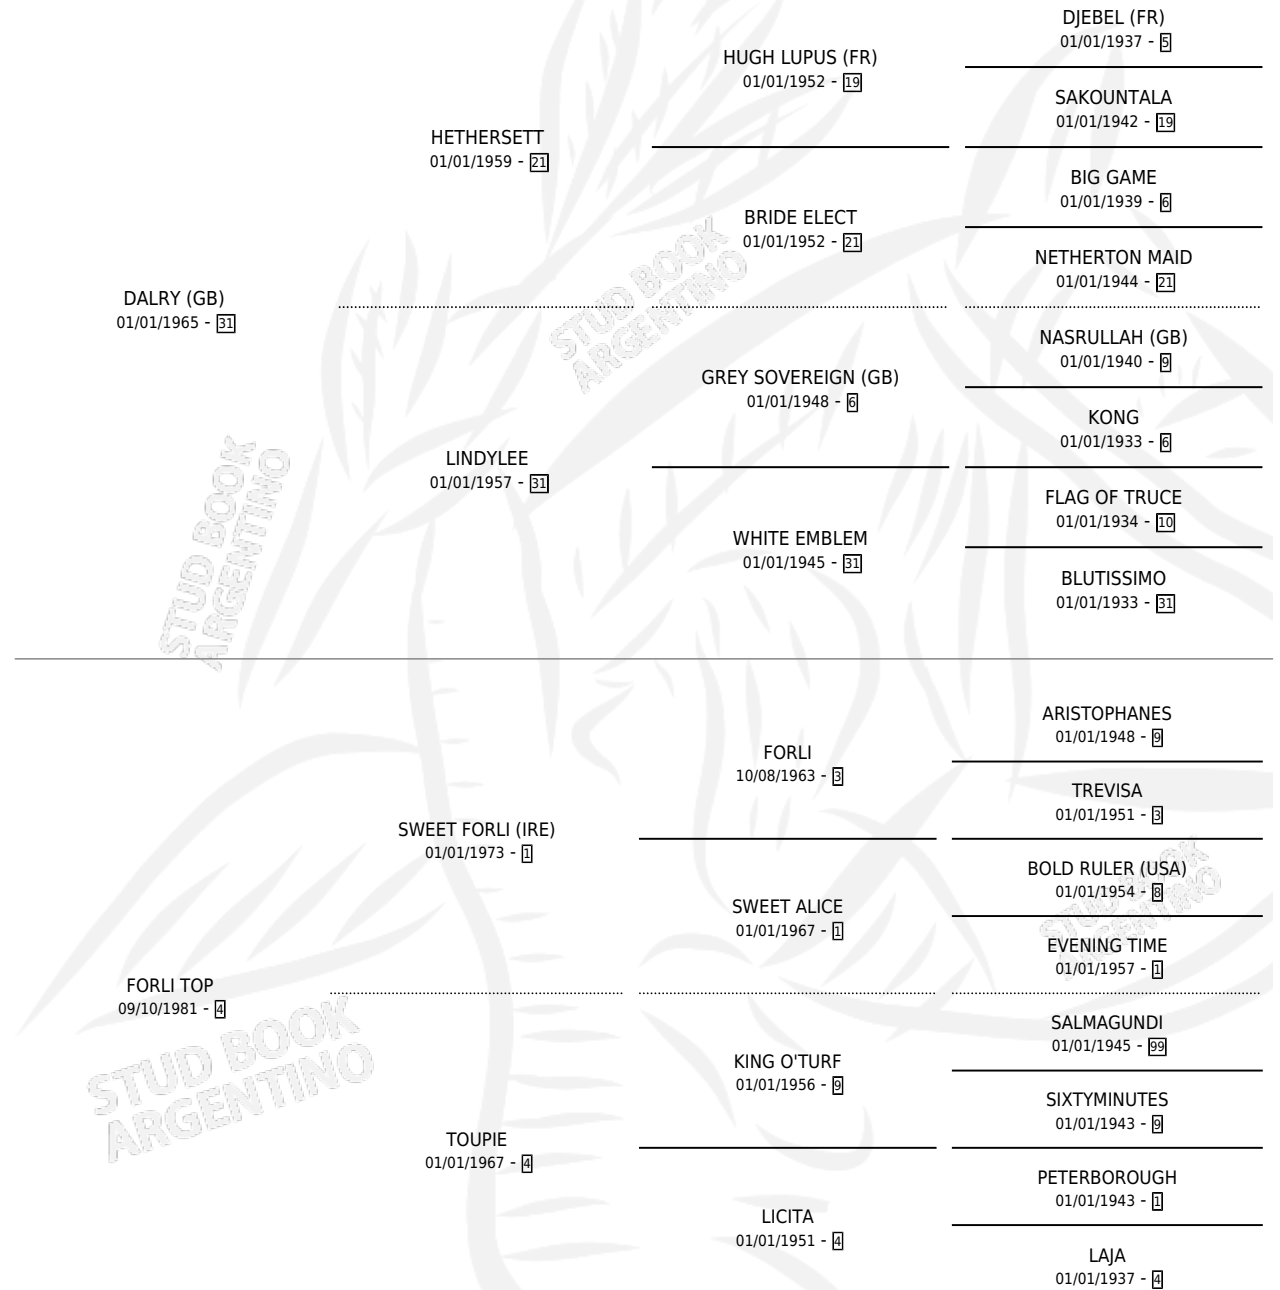 DJEBEL (FR)
01/01/1937 - 5
HUGH LUPUS (FR)
01/01/1952 - 19
SAKOUNTALA
01/01/1942 - 19
HETHERSETT
01/01/1959 - 21
BIG GAME
01/01/1939 - 6
BRIDE ELECT
01/01/1952 - 21
NETHERTON MAID
01/01/1944 - 21
DALRY (GB)
01/01/1965 - 31
STUD BOOK
ARGENTINO
NASRULLAH (GB)
01/01/1940 - 9
GREY SOVEREIGN (GB)
01/01/1948 - 6
KONG
01/01/1933 - 6
LINDYLEE
01/01/1957 - 31
FLAG OF TRUCE
01/01/1934 - 10
WHITE EMBLEM
01/01/1945 - 31
BLUTISSIMO
01/01/1933 - 31
STUD BOOK
ARGENTINO
ARISTOPHANES
01/01/1948 - 9
FORLI
10/08/1963 - 3
TREVISA
01/01/1951 - 3
SWEET FORLI (IRE)
01/01/1973 - 1
BOLD RULER (USA)
01/01/1954 - 8
SWEET ALICE
01/01/1967 - 1
STUD BOOK
ARGENTINO
EVENING TIME
01/01/1957 - 1
FORLI TOP
09/10/1981 - 4
STUD BOOK
ARGENTINO
SALMAGUNDI
01/01/1945 - 99
KING O'TURF
01/01/1956 - 9
SIXTYMINUTES
01/01/1943 - 9
TOUPIE
01/01/1967 - 4
PETERBOROUGH
01/01/1943 - 1
LICITA
01/01/1951 - 4
LAJA
01/01/1937 - 4